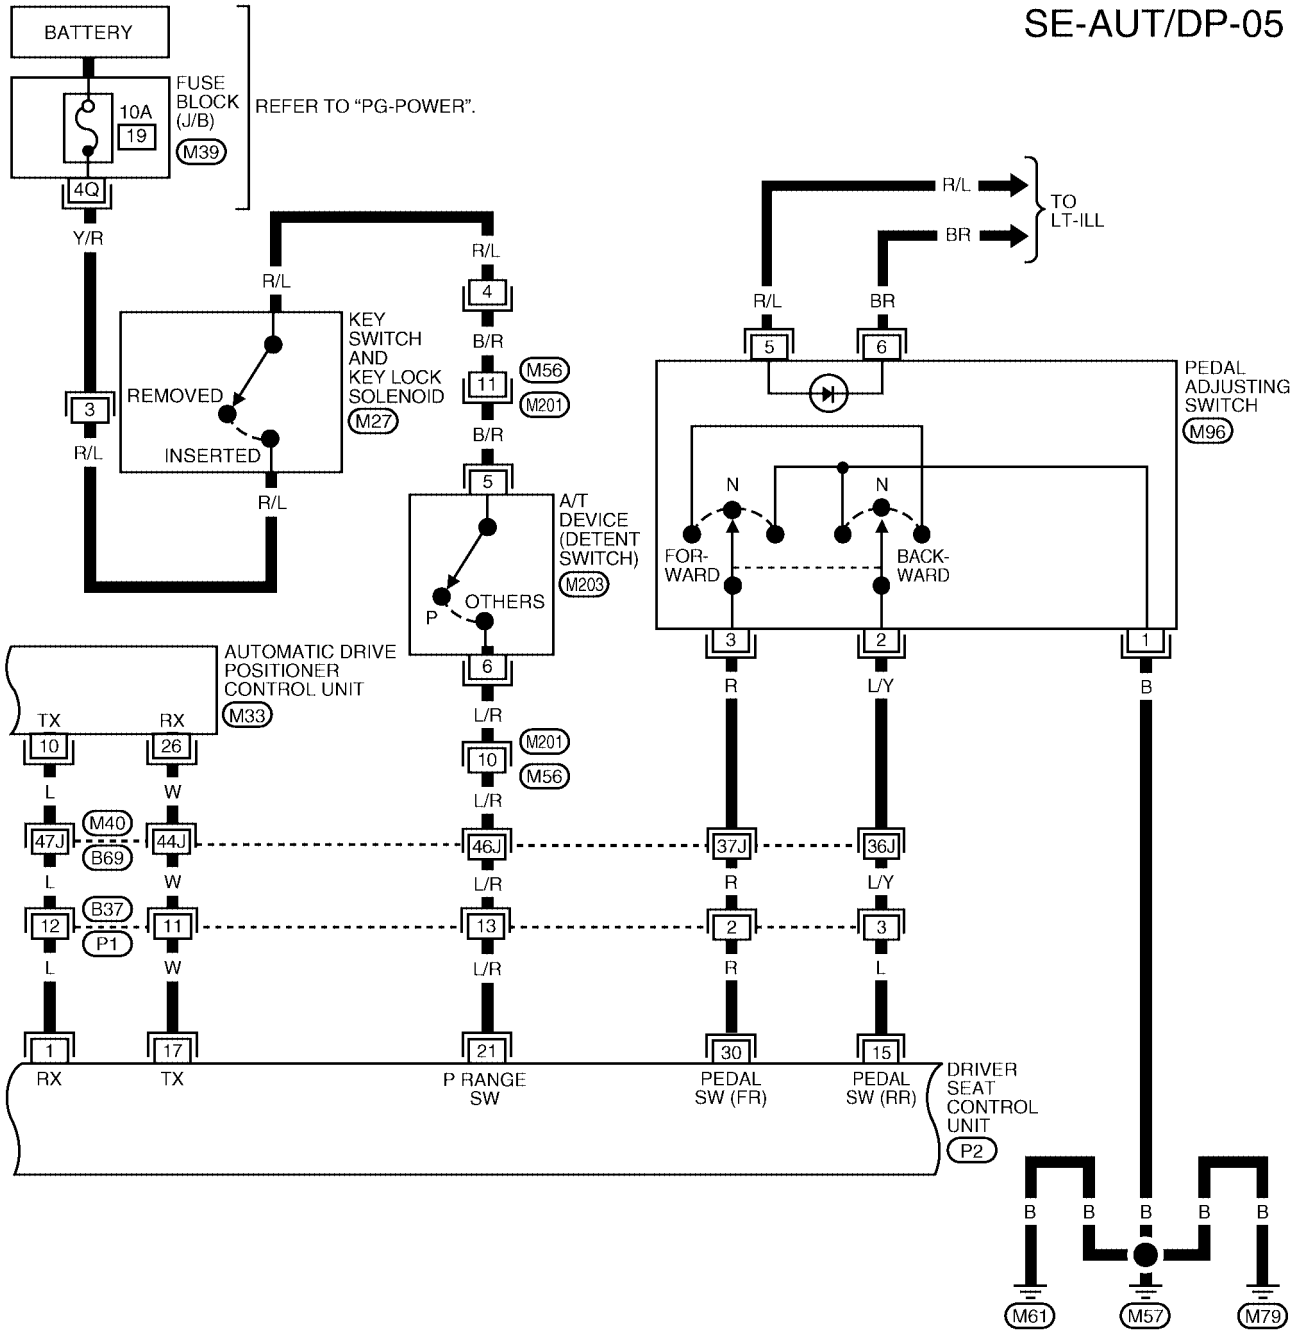 SE-AUT/DP-05
BATTERY
FUSE
BLOCK
(J/B)
M39
10A
19
REFER TO “PG-POWER”.
4Q
Y/R
R/L
TO
LT-ILL
BR
R/L
R/L
4
B/R
11
M56
M201
B/R
R/L
BR
5
6
PEDAL
ADJUSTING
SWITCH
M96
KEY
SWITCH
AND
KEY LOCK
SOLENOID
M27
REMOVED
INSERTED
3
R/L
R/L
5
A/T
DEVICE
(DETENT
SWITCH)
M203
P
OTHERS
6
N
N
FOR-
WARD
BACK-
WARD
3
2
1
R
L/Y
B
AUTOMATIC DRIVE
POSITIONER
CONTROL UNIT
M33
TX
RX
10
26
L/R
10
M201
M56
L
W
L/R
47J
M40
B69
44J
46J
37J
36J
L
W
L/R
R
L/Y
12
B37
P1
11
13
2
3
L
W
L/R
R
L
1
17
21
30
15
RX
TX
P RANGE
SW
PEDAL
SW (FR)
PEDAL
SW (RR)
DRIVER
SEAT
CONTROL
UNIT
P2
B
B
B
B
B
M61
M57
M79